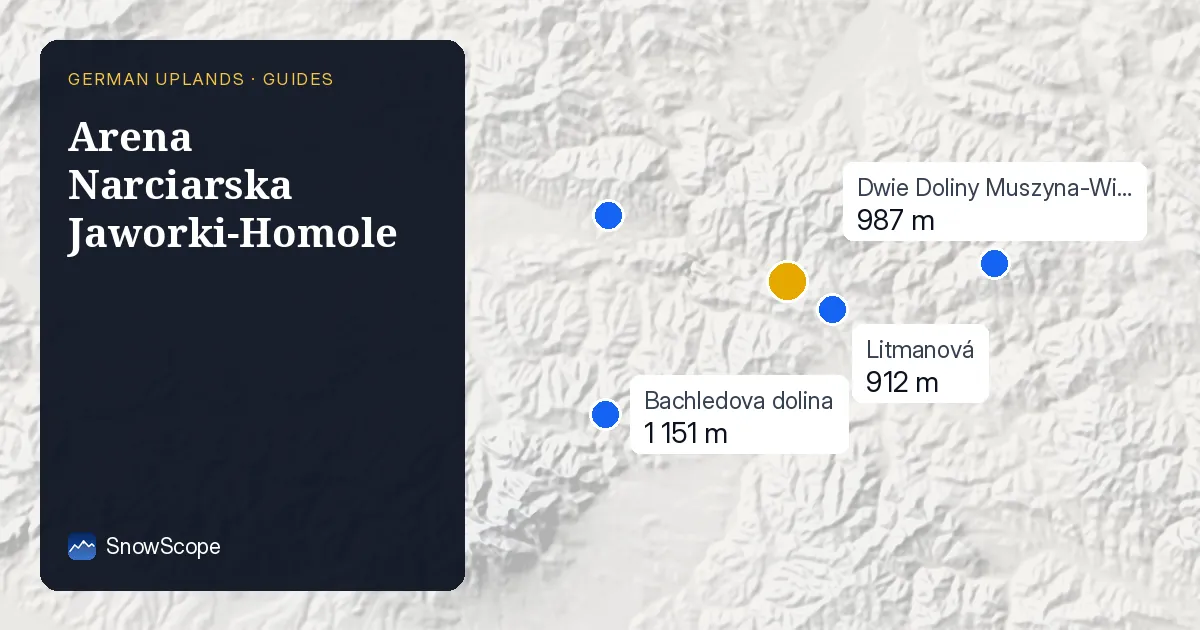 GERMAN UPLANDS · GUIDES
Arena
Narciarska
Jaworki-Homole
SnowScope
Dwie Doliny Muszyna-Wi...
987 m
Litmanová
912 m
Bachledova dolina
1 151 m